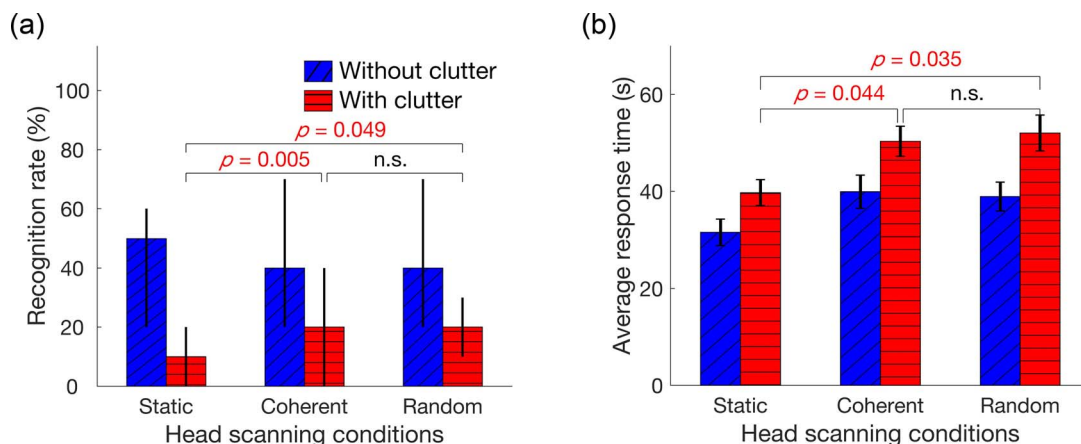 (a)
Recognition rate (%)
100
80
60
40
20
0
Without clutter
With clutter
p = 0.049
p = 0.005
n.s.
Static
Coherent
Random
Head scanning conditions
(b)
Average response time (s)
60
40
20
0
p = 0.035
p = 0.044
n.s.
Static
Coherent
Random
Head scanning conditions